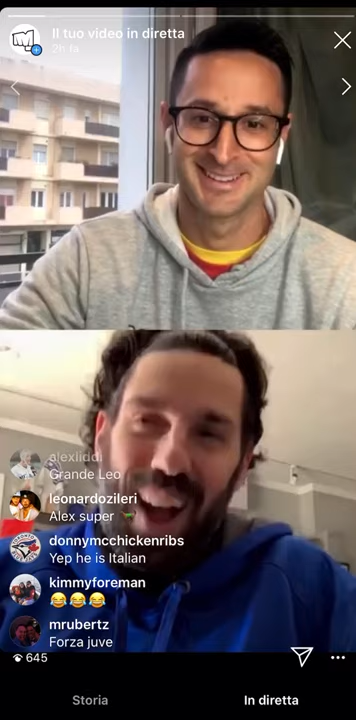 Il tuo video in diretta
2h fa
alexliddi
Grande Leo
leonardozileri
Alex super
donnymcchickenribs
Yep he is Italian
kimmyforeman
😂😂😂
mrubertz
Forza juve
645
Storia
In diretta